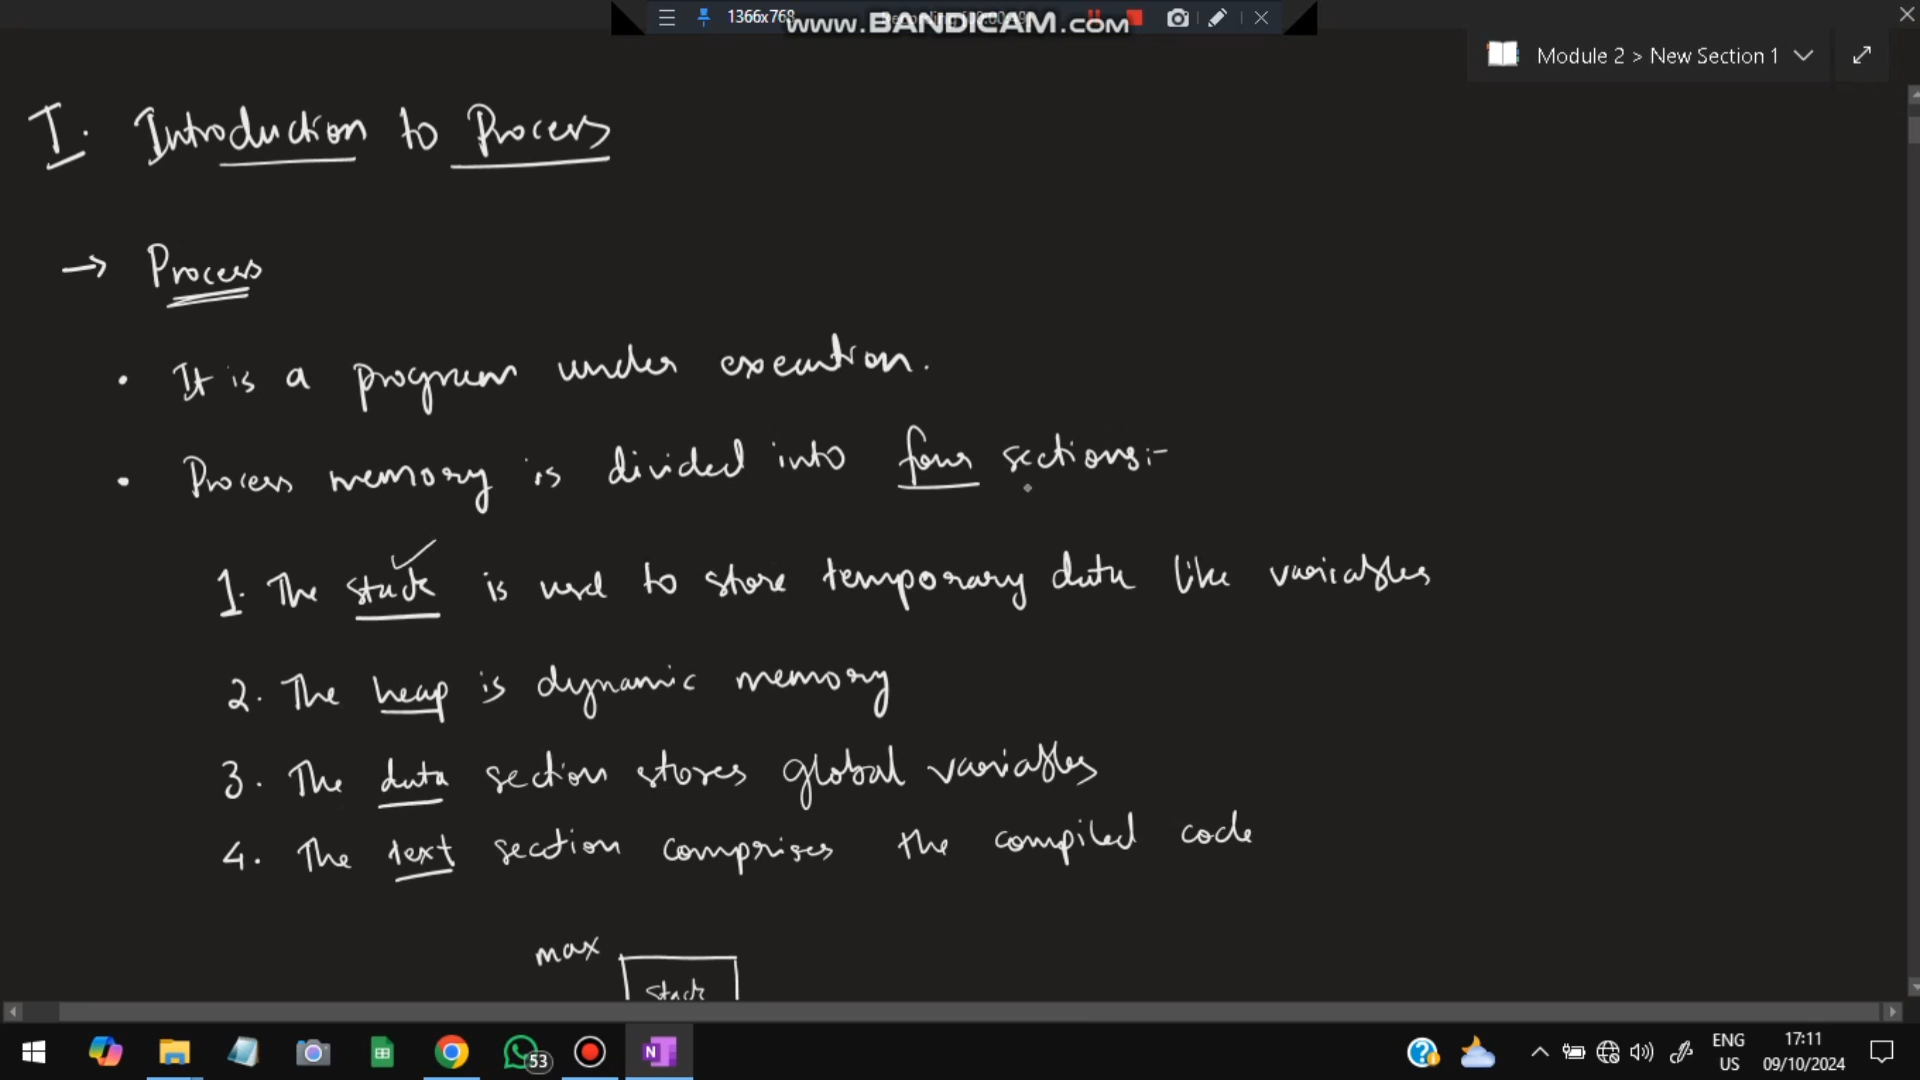 1366x768
www.BANDICAM.com
Module 2 > New Section 1
I. Introduction to Process
→ Process
• It is a program under execution.
• Process memory is divided into four sections:-
1. The stack is used to store temporary data like variables
2. The heap is dynamic memory
3. The data section stores global variables
4. The text section comprises the compiled code
max
stack
53
N
ENG
US
17:11
09/10/2024